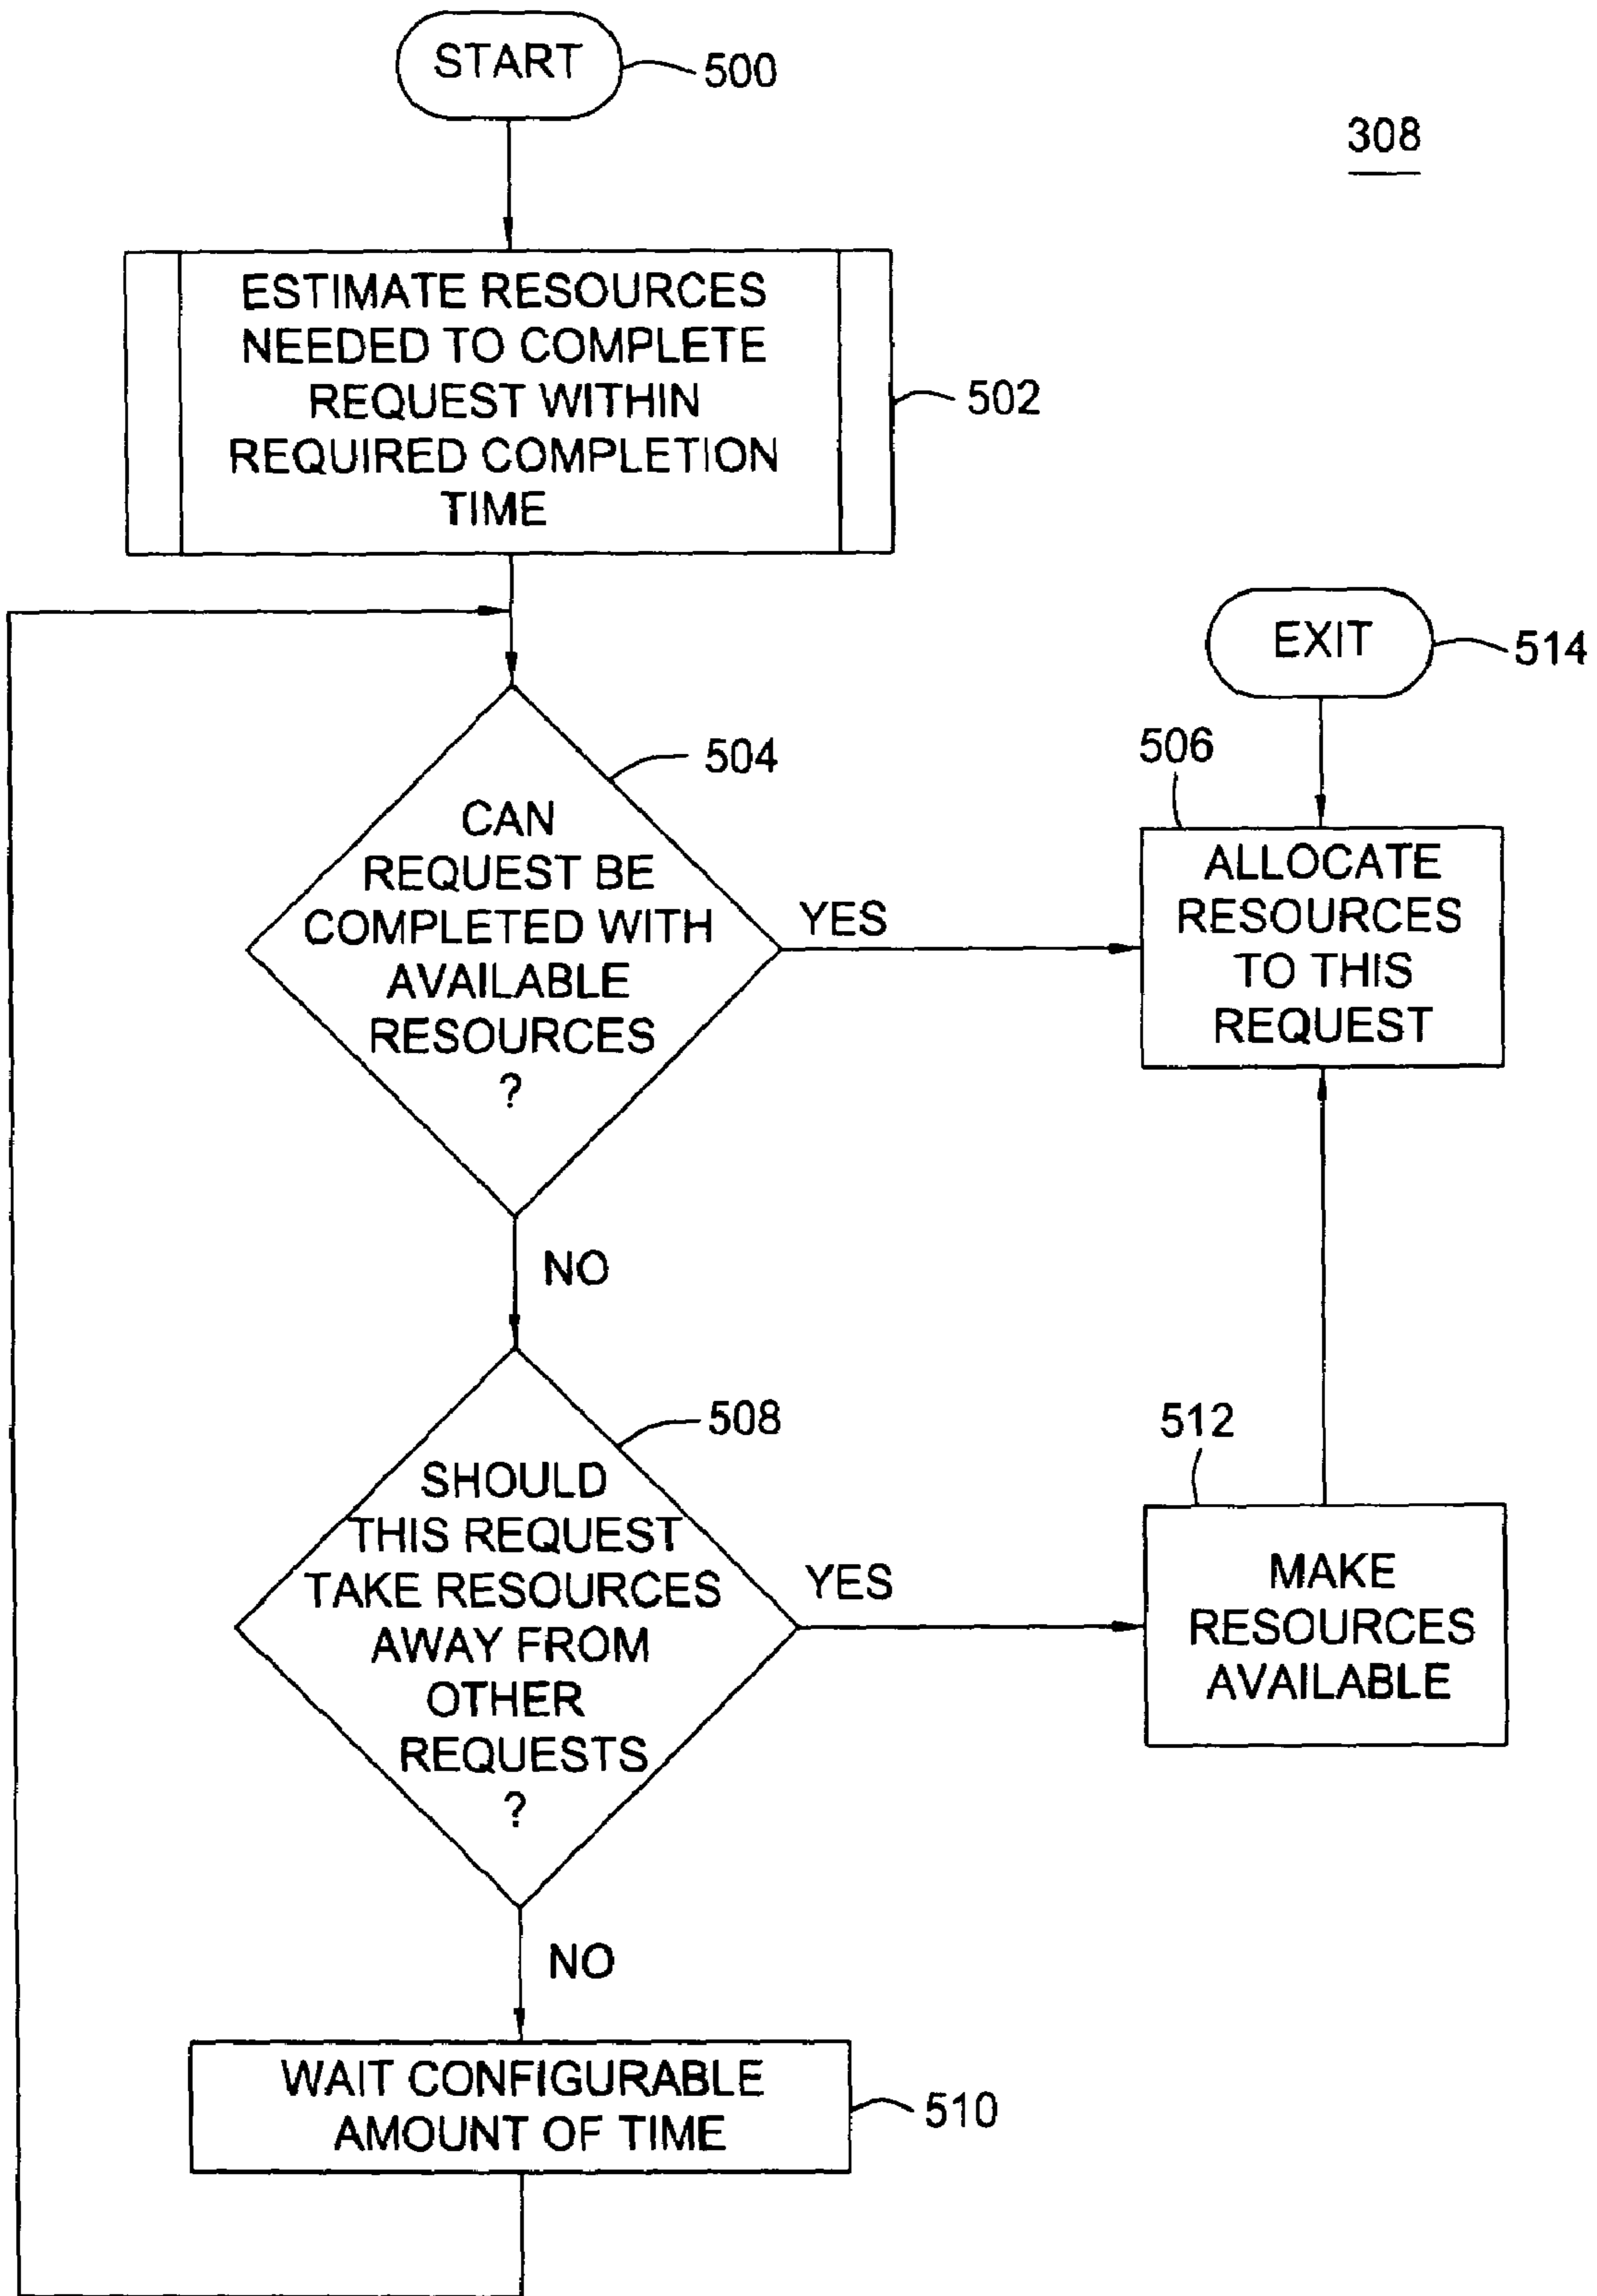 START
500
308
ESTIMATE RESOURCES
NEEDED TO COMPLETE
REQUEST WITHIN
REQUIRED COMPLETION
TIME
502
EXIT
514
504
CAN
REQUEST BE
COMPLETED WITH
AVAILABLE
RESOURCES
?
YES
506
ALLOCATE
RESOURCES
TO THIS
REQUEST
NO
508
SHOULD
THIS REQUEST
TAKE RESOURCES
AWAY FROM
OTHER
REQUESTS
?
YES
512
MAKE
RESOURCES
AVAILABLE
NO
WAIT CONFIGURABLE
AMOUNT OF TIME
510